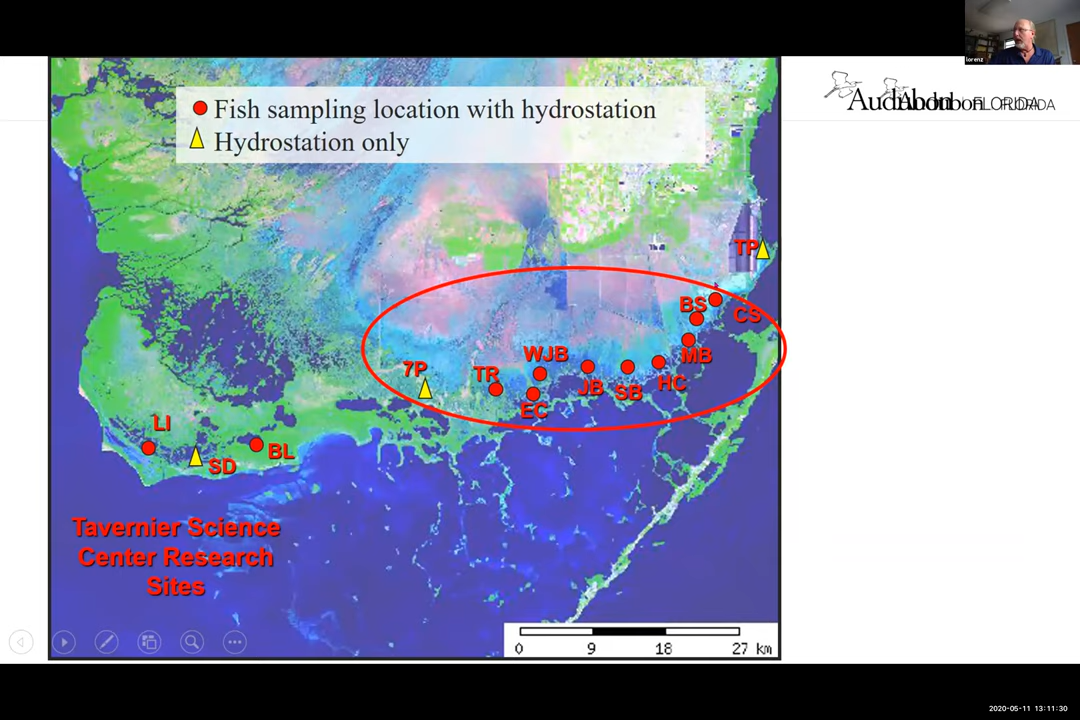 lorenz
Audubon FLORIDA
Fish sampling location with hydrostation
Hydrostation only
TP
BS
CS
MB
WJB
7P
TR
JB
SB
HC
EC
LI
SD
BL
Tavernier Science
Center Research
Sites
0 9 18 27 km
2020-05-11 13:11:30